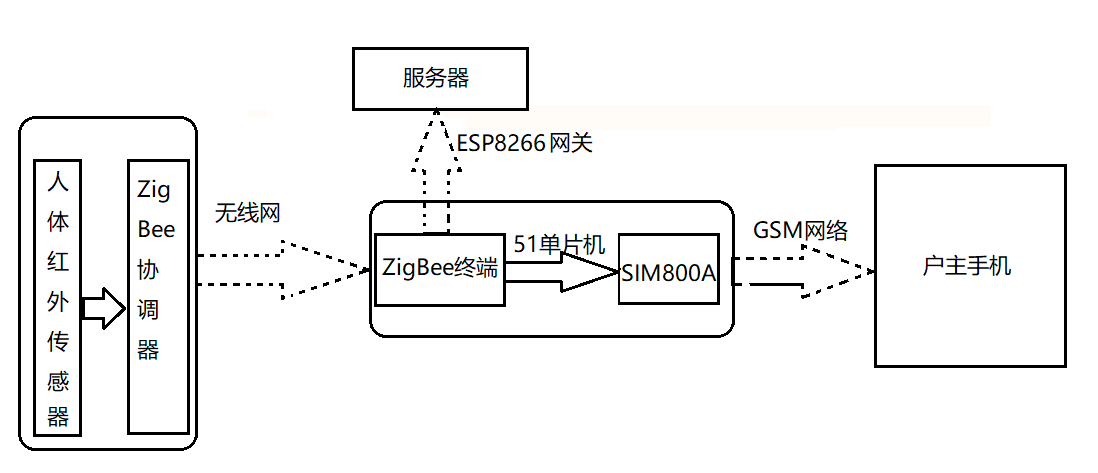 服务器
ESP8266网关
人
体
红
外
传
感
器
Zig
Bee
协
调
器
无线网
ZigBee终端
51单片机
SIM800A
GSM网络
户主手机